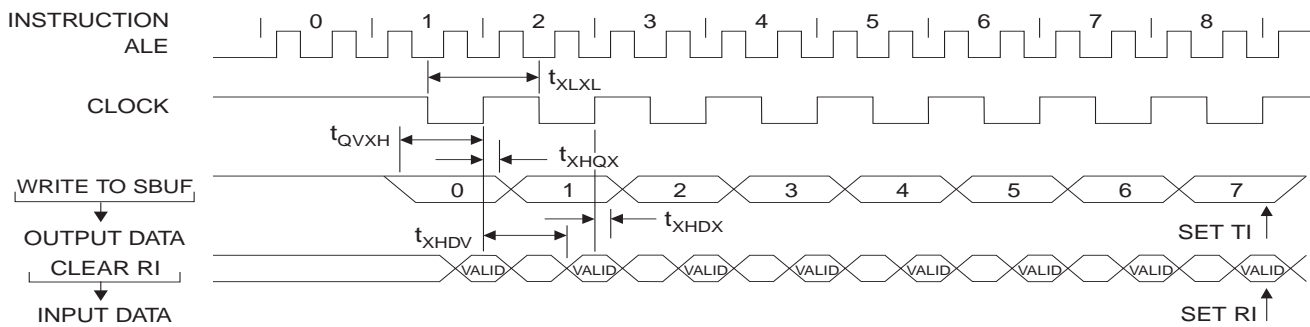 INSTRUCTION 0 1 2 3 4 5 6 7 8
ALE
tXLXL
CLOCK
tQVXH
tXHQX
WRITE TO SBUF 0 1 2 3 4 5 6 7
tXHDX
OUTPUT DATA
tXHDV
SET TI
CLEAR RI VALID VALID VALID VALID VALID VALID VALID VALID
INPUT DATA
SET RI